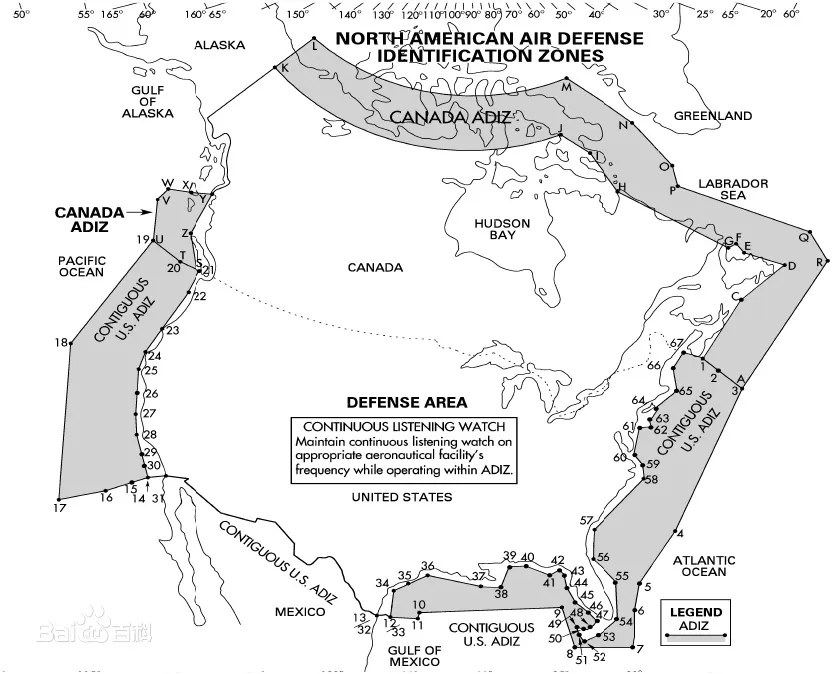 50° 155° 165° 60° 160° 65° 150° 140° 130° 120° 110° 100° 90° 80° 70° 60° 50° 40° 30° 25° 65° 20° 60°
NORTH AMERICAN AIR DEFENSE
IDENTIFICATION ZONES
ALASKA
L
K
GULF
OF
ALASKA
CANADA ADIZ
M
N
GREENLAND
J
I
H
O
P
LABRADOR
SEA
W
X
Y
V
CANADA
ADIZ
19
U
Z
T
20
S
21
HUDSON
BAY
G
F
E
D
Q
R
PACIFIC
OCEAN
CANADA
C
22
CONTIGUOUS
U.S. ADIZ
18
23
24
25
26
27
28
29
30
31
14
15
16
17
67
66
1
2
A
3
65
64
63
62
61
60
59
58
CONTIGUOUS
U.S. ADIZ
DEFENSE AREA
CONTINUOUS LISTENING WATCH
Maintain continuous listening watch on
appropriate aeronautical facility's
frequency while operating within ADIZ.
UNITED STATES
57
56
55
54
4
ATLANTIC
OCEAN
5
6
7
CONTIGUOUS U.S. ADIZ
MEXICO
13
32
12
33
34
35
36
37
38
39
40
41
42
43
44
45
46
47
48
49
50
51
52
53
8
9
10
11
GULF OF
MEXICO
CONTIGUOUS
U.S. ADIZ
LEGEND
ADIZ
Bai百科